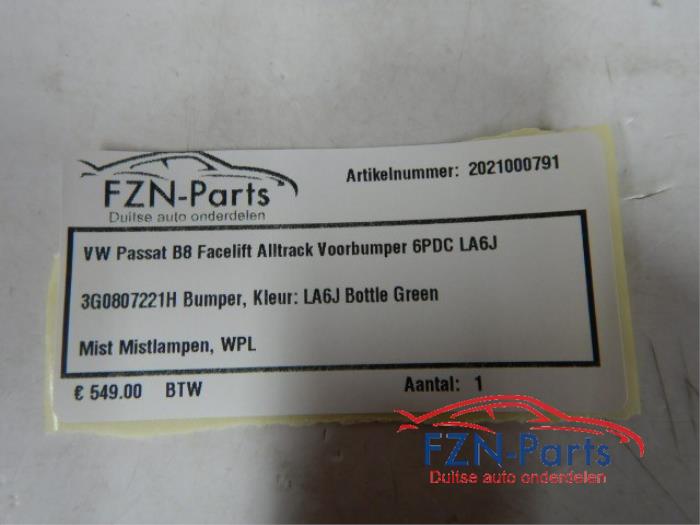 FZN-Parts
Duitse auto onderdelen
Artikelnummer: 2021000791
VW Passat B8 Facelift Alltrack Voorbumper 6PDC LA6J
3G0807221H Bumper, Kleur: LA6J Bottle Green
Mist Mistlampen, WPL
€ 549.00 BTW
Aantal: 1
FZN-Parts
Duitse auto onderdelen